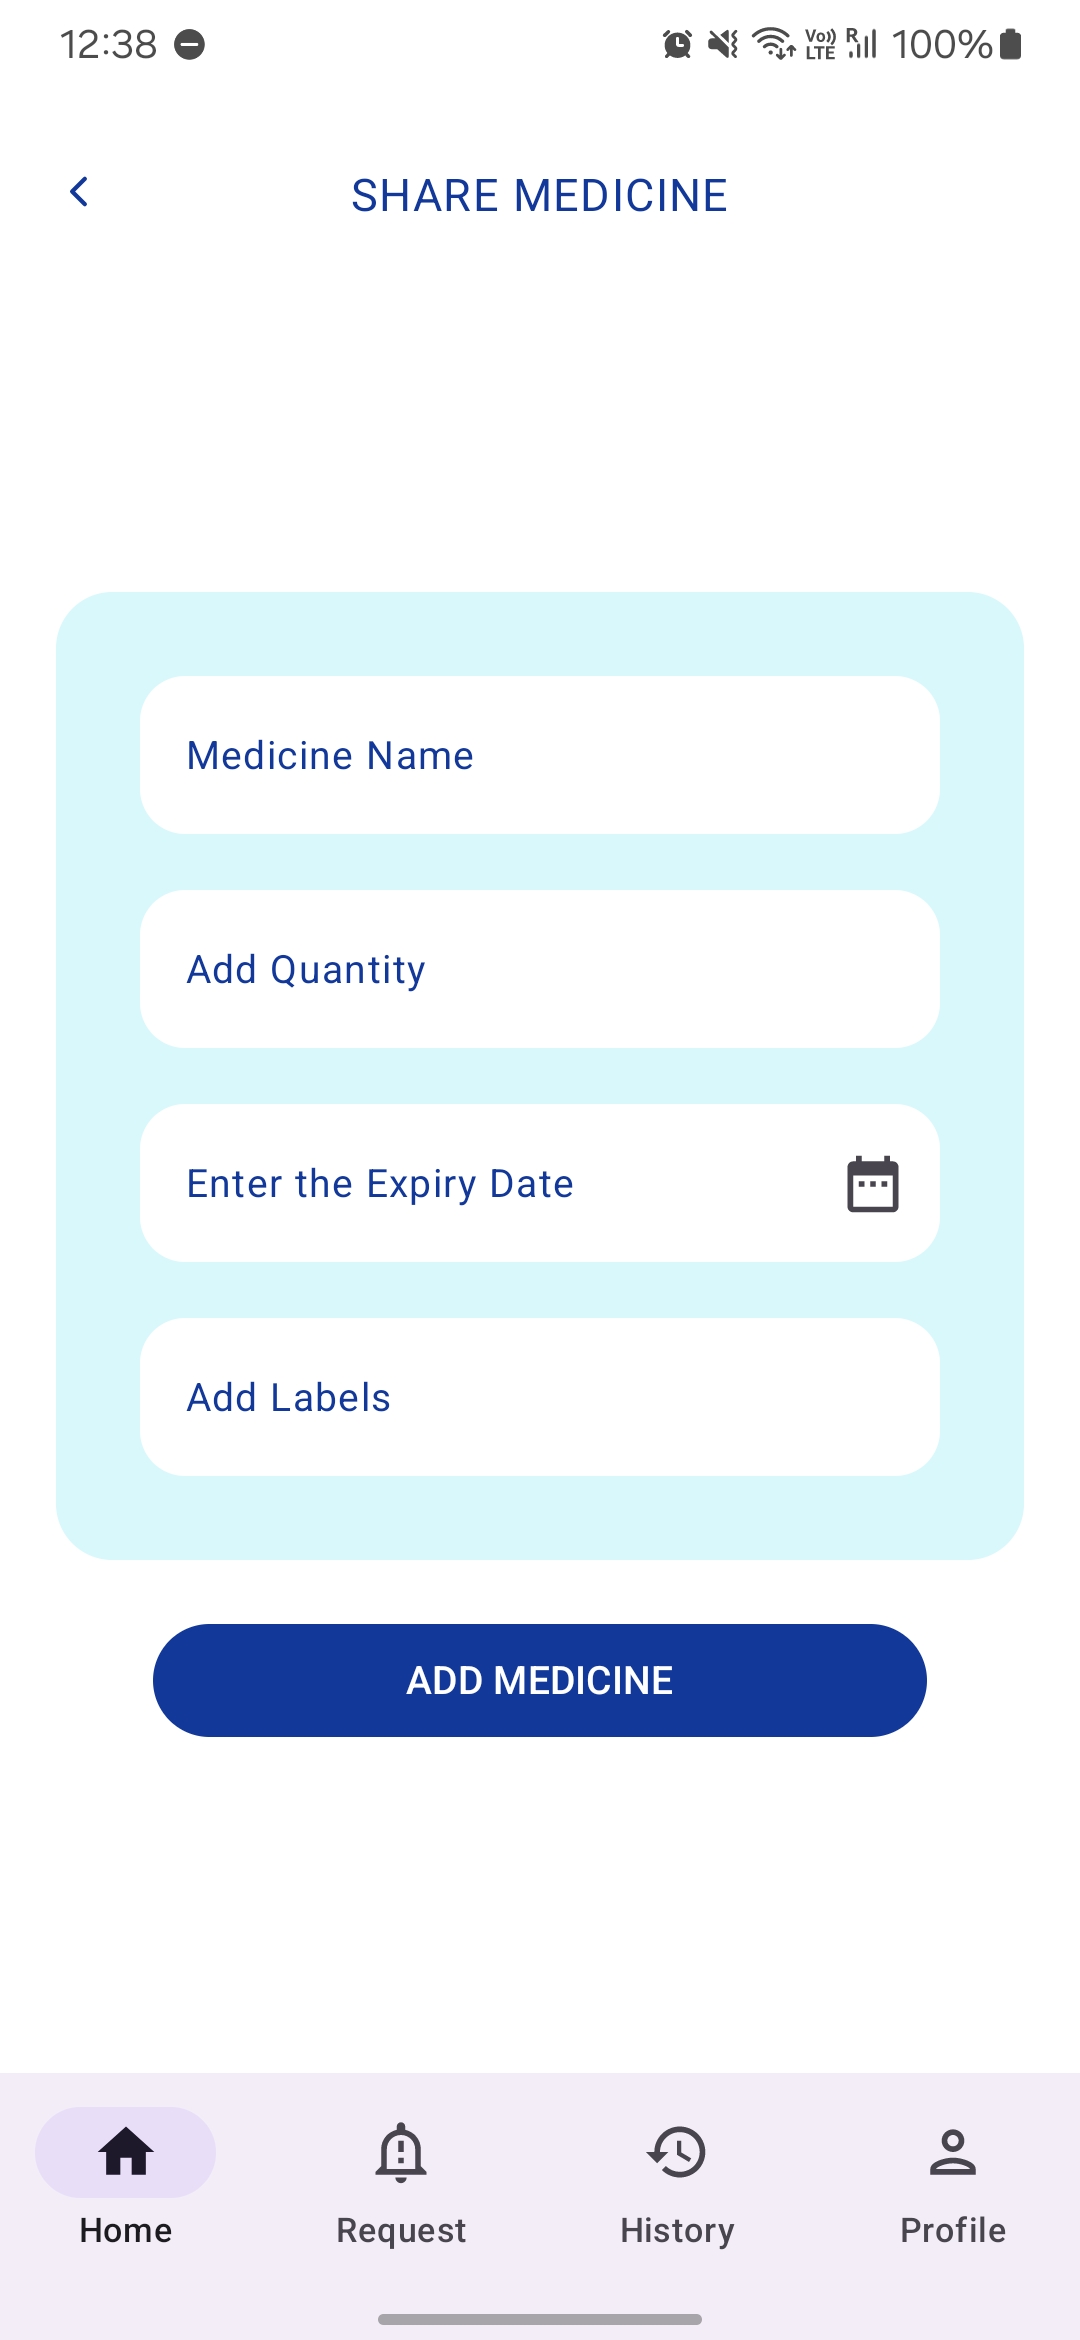 12:38 Vo)) LTE R 100%
SHARE MEDICINE
Medicine Name
Add Quantity
Enter the Expiry Date
Add Labels
ADD MEDICINE
Home Request History Profile